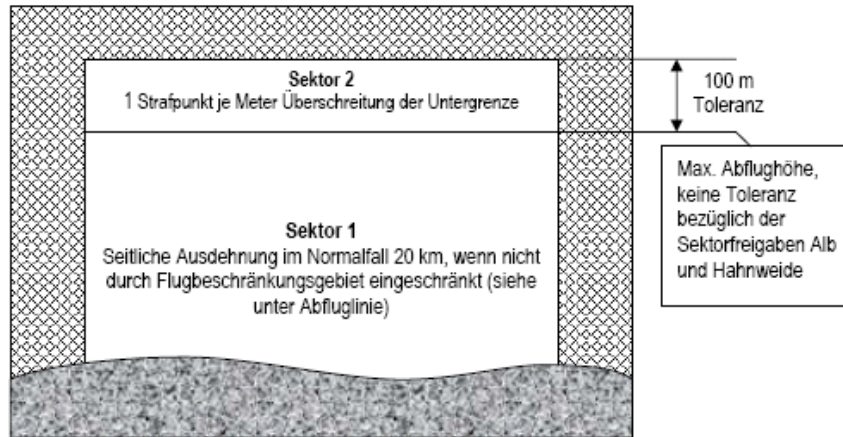 Sektor 2
1 Strafpunkt je Meter Überschreitung der Untergrenze
100 m
Toleranz
Max. Abflughöhe,
keine Toleranz
bezüglich der
Sektorfreigaben Alb
und Hahnweide
Sektor 1
Seitliche Ausdehnung im Normalfall 20 km, wenn nicht
durch Flugbeschränkungsgebiet eingeschränkt (siehe
unter Abfluglinie)